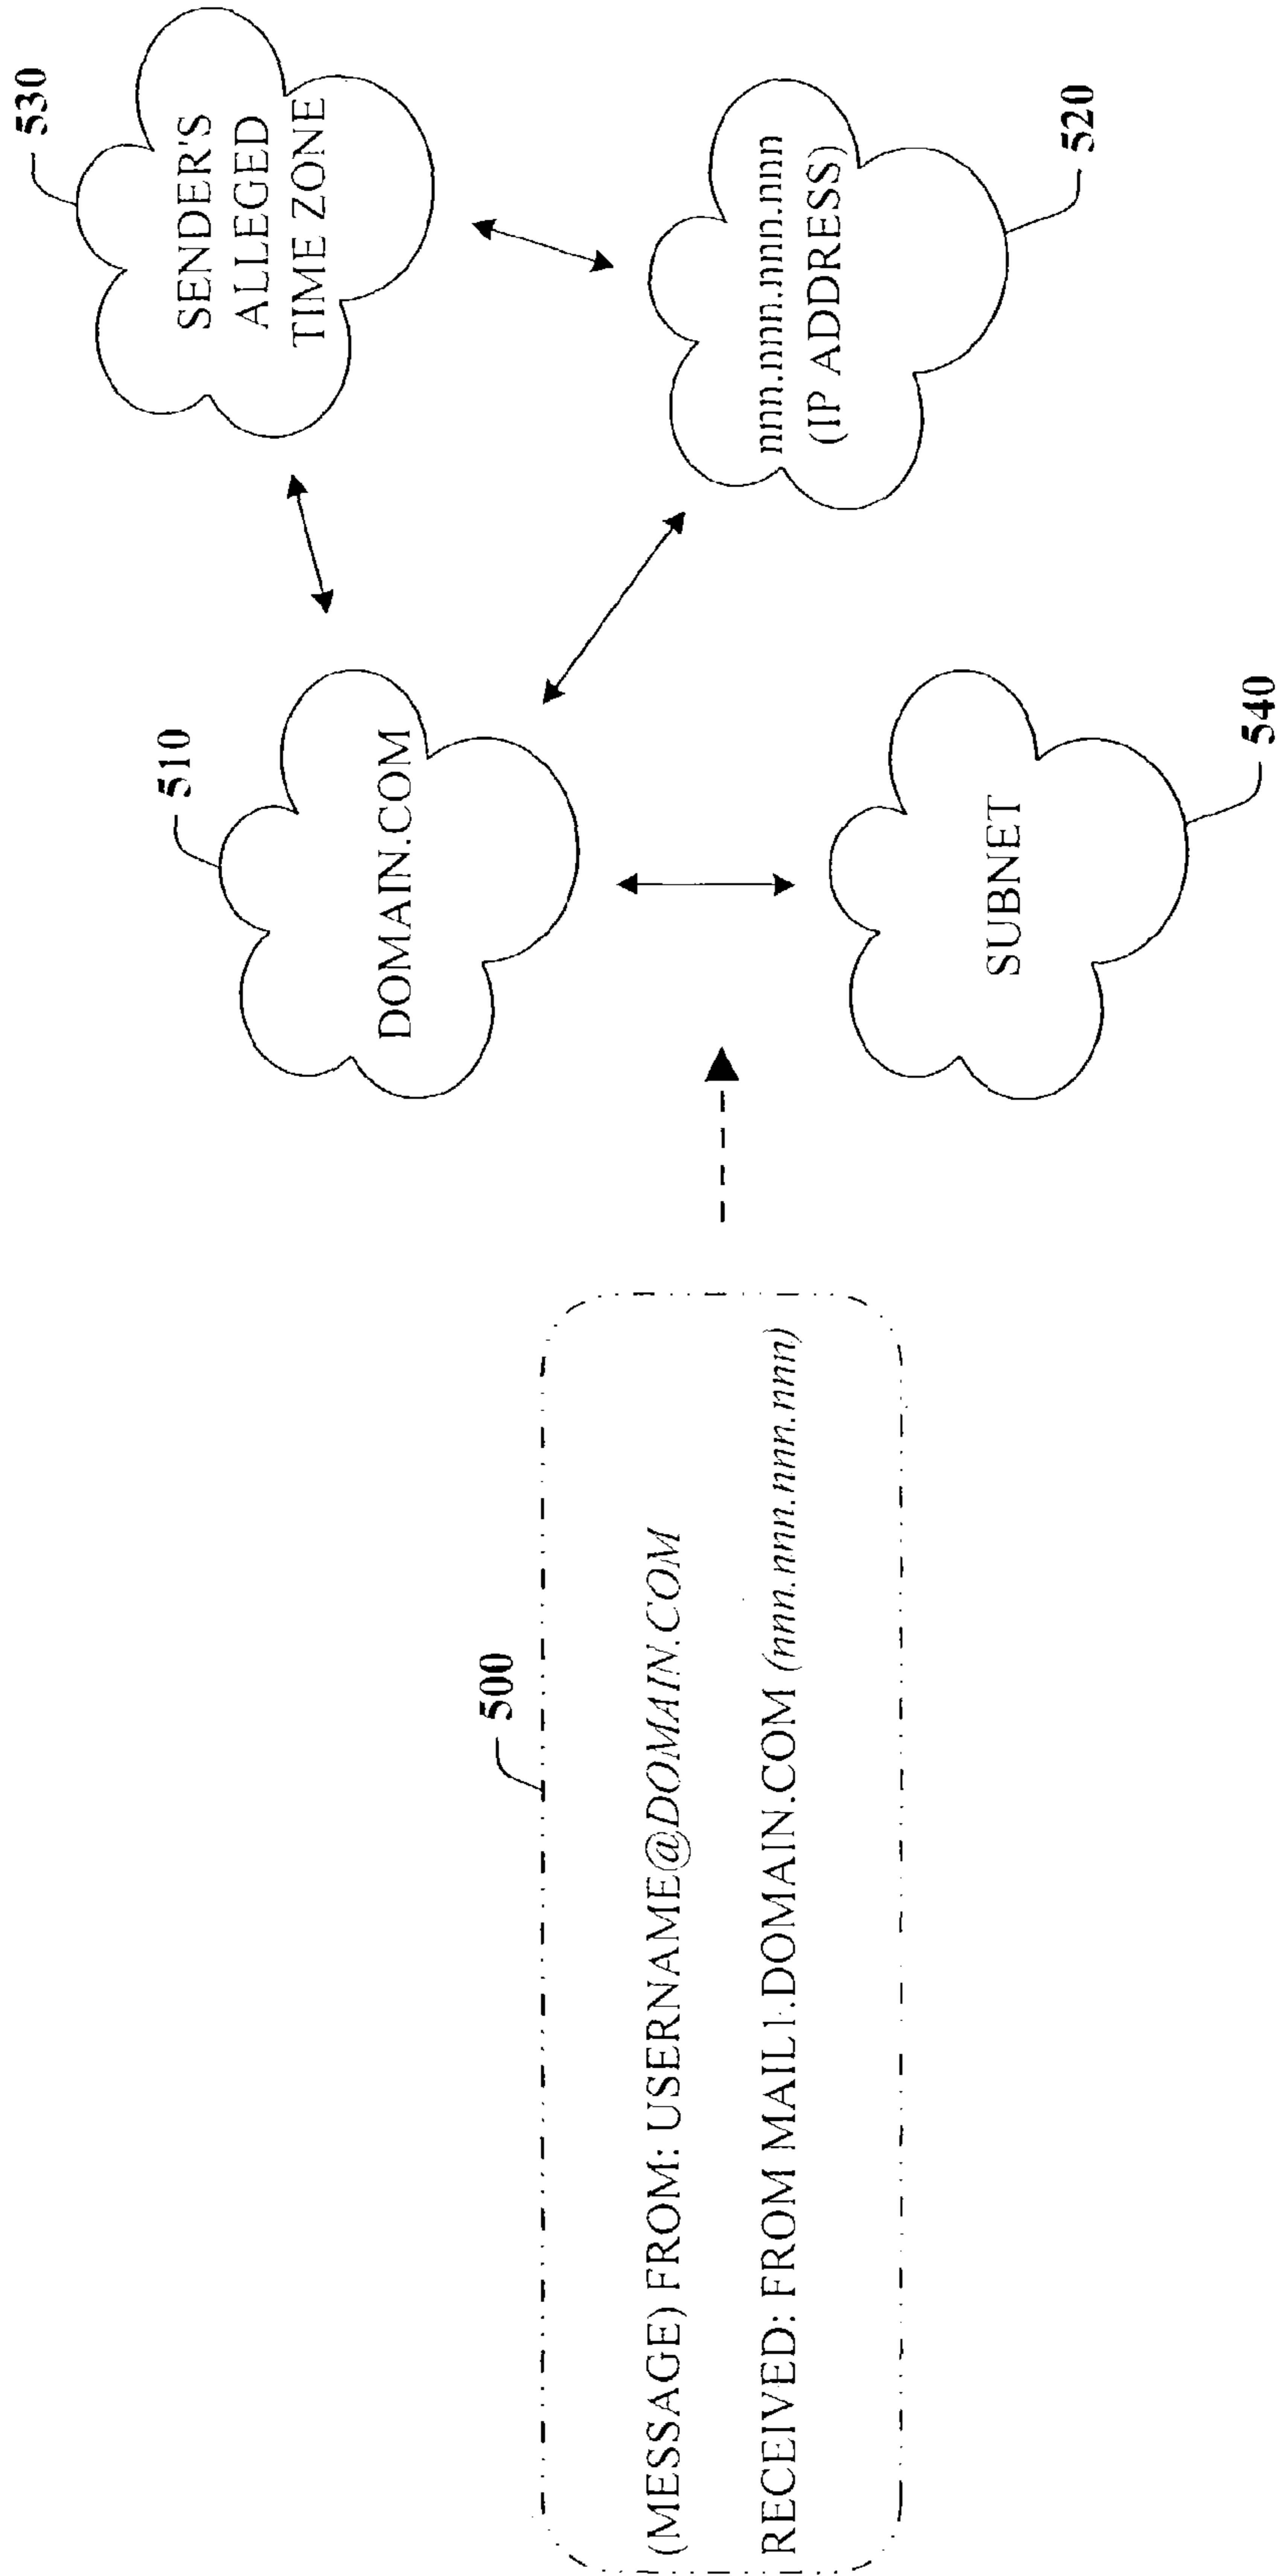 500
(MESSAGE) FROM: USERNAME@DOMAIN.COM
RECEIVED: FROM MAIL1.DOMAIN.COM (nnn.nnn.nnn.nnn)
510
DOMAIN.COM
530
SENDER'S
ALLEGED
TIME ZONE
nnn.nnn.nnn.nnn
(IP ADDRESS)
520
SUBNET
540